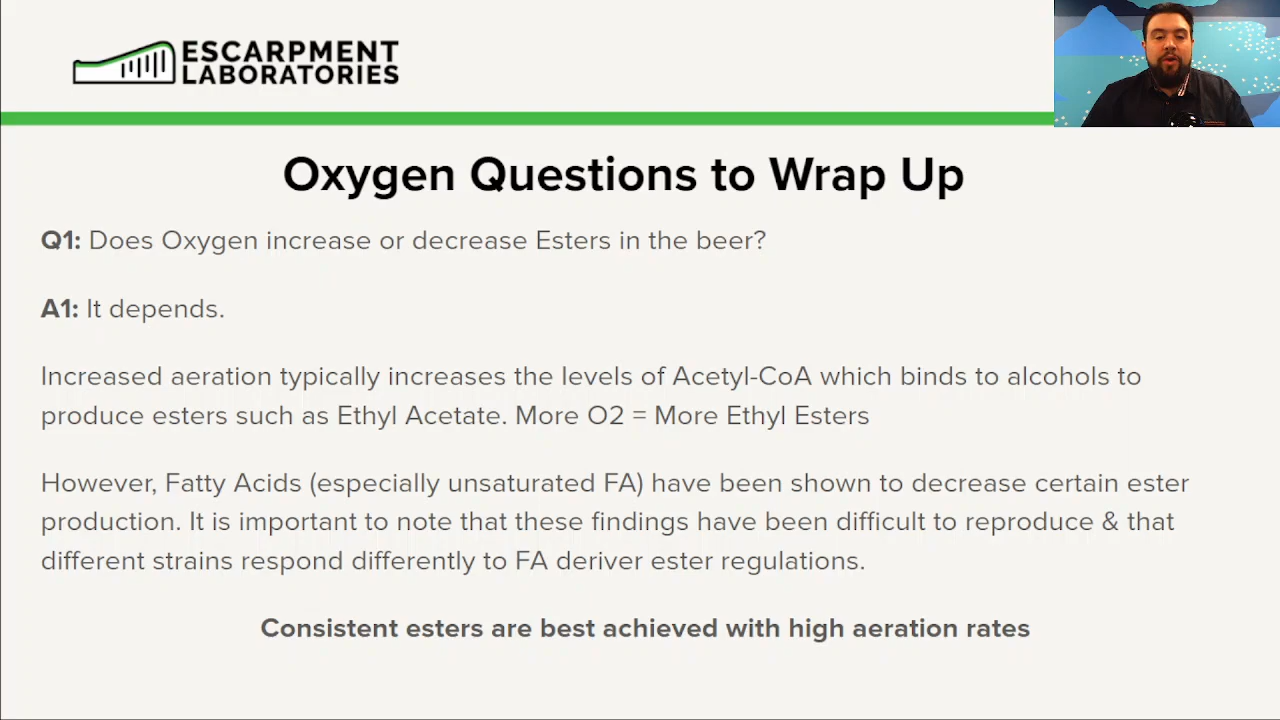 ESCARPMENT
LABORATORIES
Oxygen Questions to Wrap Up
Q1: Does Oxygen increase or decrease Esters in the beer?
A1: It depends.
Increased aeration typically increases the levels of Acetyl-CoA which binds to alcohols to
produce esters such as Ethyl Acetate. More O2 = More Ethyl Esters
However, Fatty Acids (especially unsaturated FA) have been shown to decrease certain ester
production. It is important to note that these findings have been difficult to reproduce & that
different strains respond differently to FA deriver ester regulations.
Consistent esters are best achieved with high aeration rates